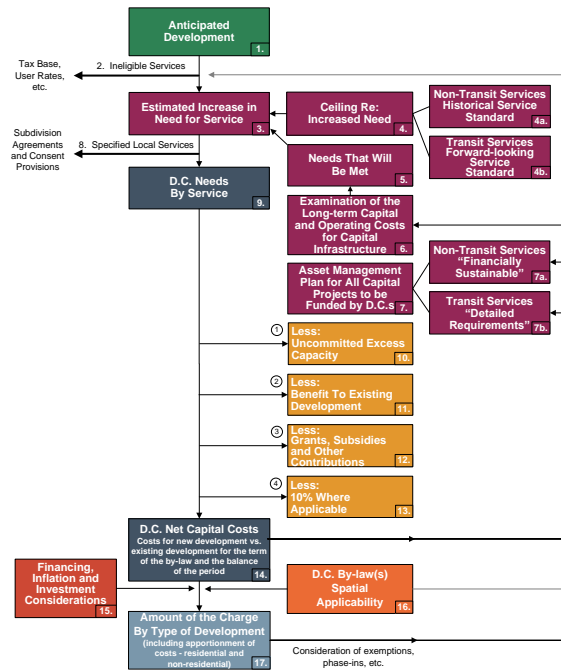 Anticipated
Development
1.
Tax Base,
User Rates,
etc.
2. Ineligible Services
Estimated Increase in
Need for Service
3.
Ceiling Re:
Increased Need
4.
Non-Transit Services
Historical Service
Standard
4a.
Transit Services
Forward-looking
Service
Standard
4b.
Subdivision
Agreements
and Consent
Provisions
8. Specified Local Services
Needs That Will
Be Met
5.
D.C. Needs
By Service
9.
Examination of the
Long-term Capital
and Operating Costs
for Capital
Infrastructure
6.
Asset Management
Plan for All Capital
Projects to be
Funded by D.C.s
7.
Non-Transit Services
“Financially
Sustainable”
7a.
Transit Services
“Detailed
Requirements”
7b.
1
Less:
Uncommitted Excess
Capacity
10.
2
Less:
Benefit To Existing
Development
11.
3
Less:
Grants, Subsidies
and Other
Contributions
12.
4
Less:
10% Where
Applicable
13.
D.C. Net Capital Costs
Costs for new development vs.
existing development for the term
of the by-law and the balance
of the period
14.
Financing,
Inflation and
Investment
Considerations
15.
D.C. By-law(s)
Spatial
Applicability
16.
Amount of the Charge
By Type of Development
(including apportionment of
costs - residential and
non-residential)
17.
Consideration of exemptions,
phase-ins, etc.